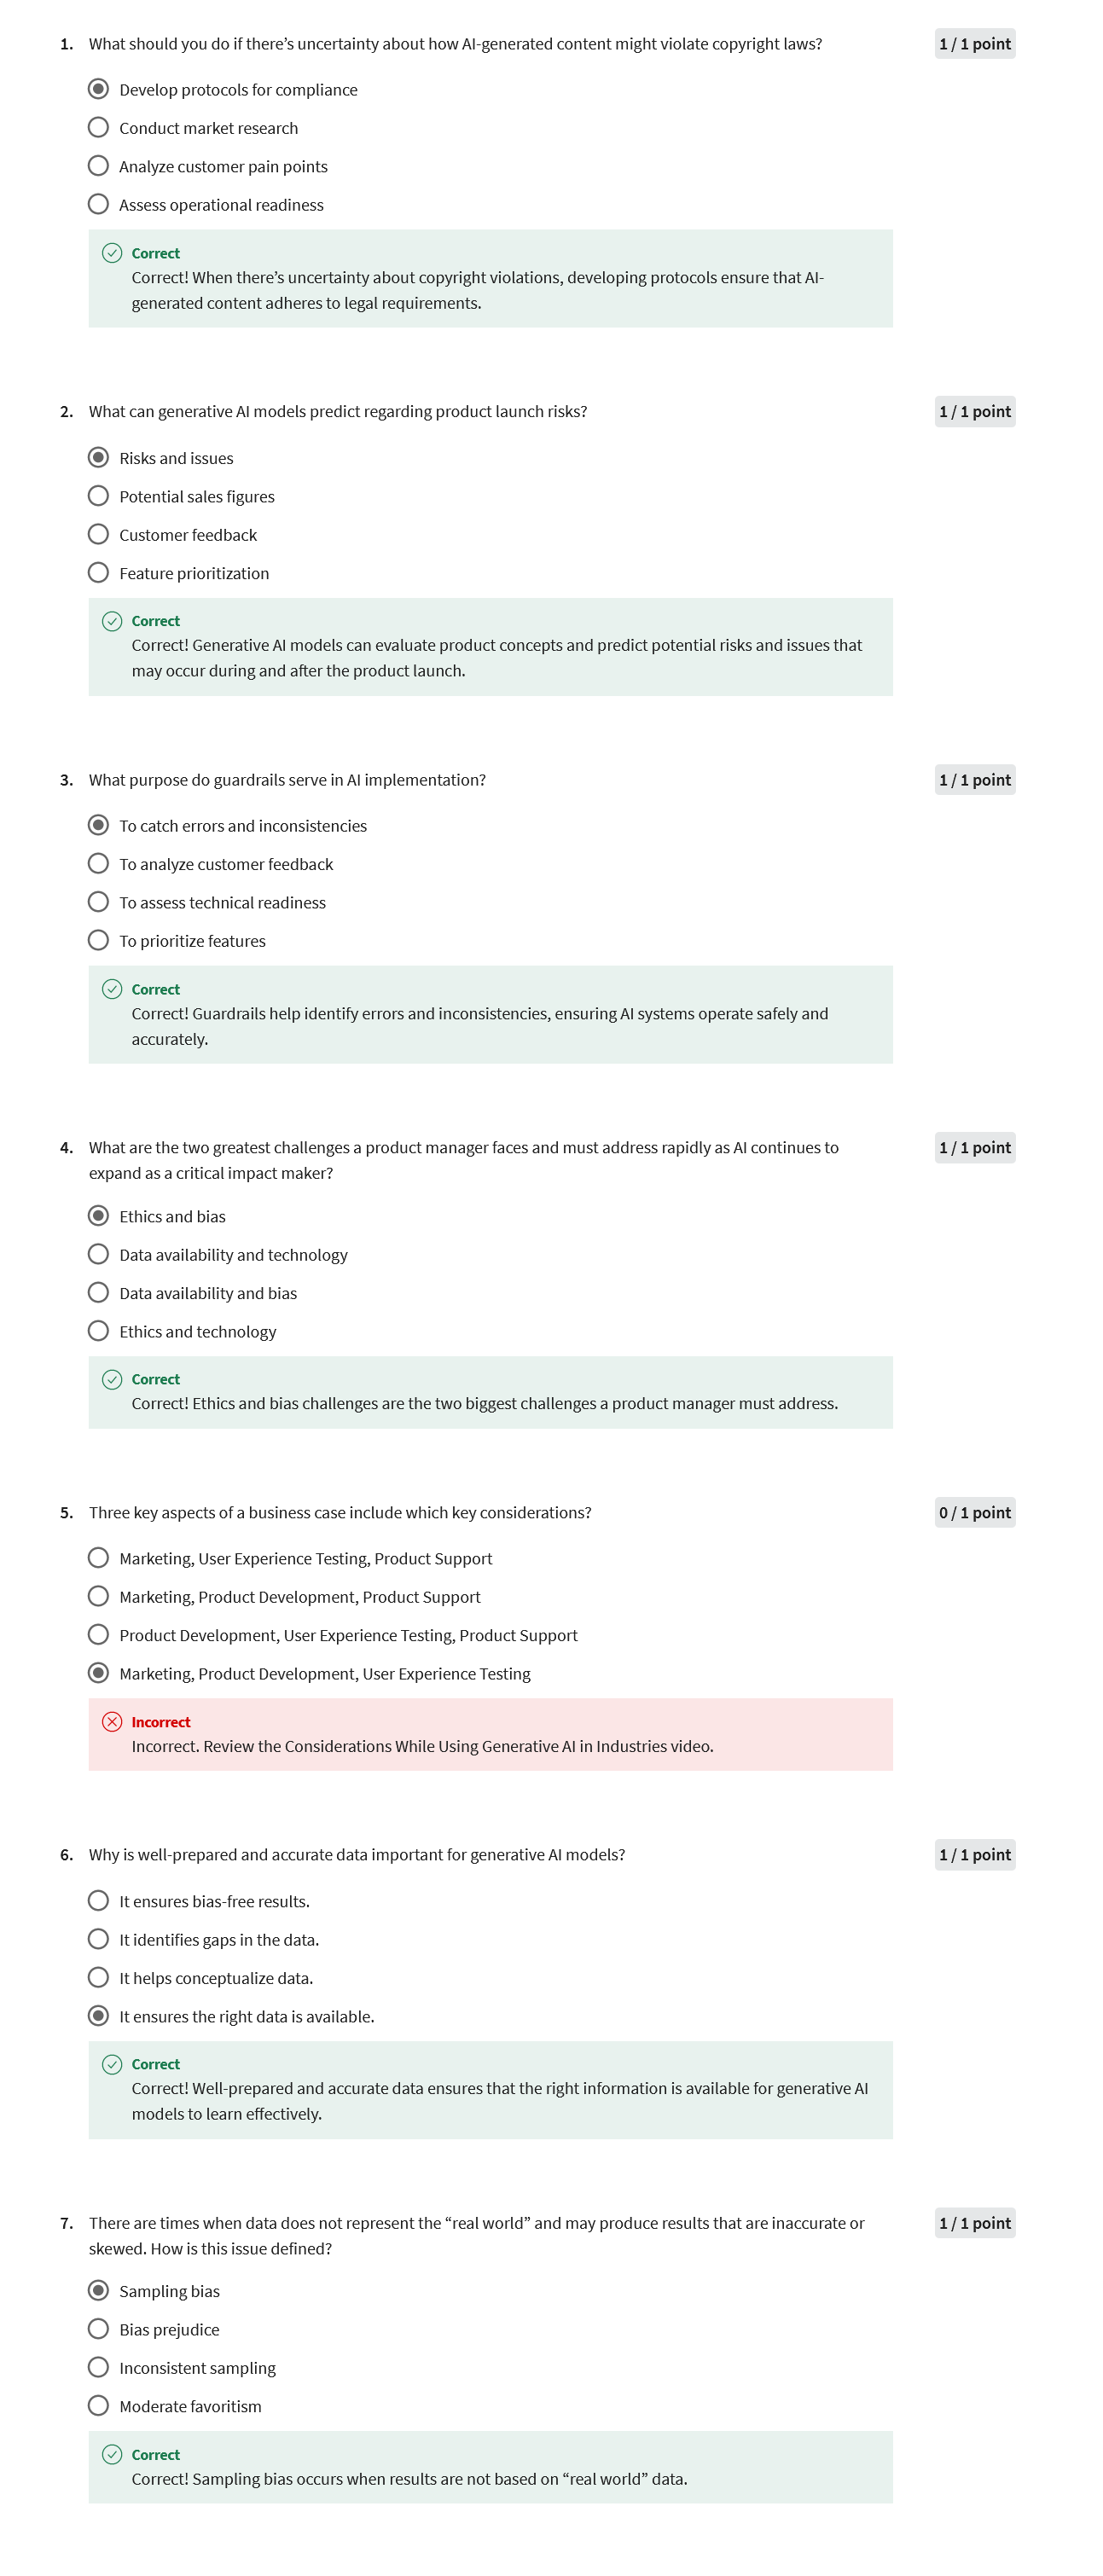 1. What should you do if there’s uncertainty about how AI-generated content might violate copyright laws? 1 / 1 point
Develop protocols for compliance
Conduct market research
Analyze customer pain points
Assess operational readiness
Correct
Correct! When there’s uncertainty about copyright violations, developing protocols ensure that AI-
generated content adheres to legal requirements.
2. What can generative AI models predict regarding product launch risks? 1 / 1 point
Risks and issues
Potential sales figures
Customer feedback
Feature prioritization
Correct
Correct! Generative AI models can evaluate product concepts and predict potential risks and issues that
may occur during and after the product launch.
3. What purpose do guardrails serve in AI implementation? 1 / 1 point
To catch errors and inconsistencies
To analyze customer feedback
To assess technical readiness
To prioritize features
Correct
Correct! Guardrails help identify errors and inconsistencies, ensuring AI systems operate safely and
accurately.
4. What are the two greatest challenges a product manager faces and must address rapidly as AI continues to 1 / 1 point
expand as a critical impact maker?
Ethics and bias
Data availability and technology
Data availability and bias
Ethics and technology
Correct
Correct! Ethics and bias challenges are the two biggest challenges a product manager must address.
5. Three key aspects of a business case include which key considerations? 0 / 1 point
Marketing, User Experience Testing, Product Support
Marketing, Product Development, Product Support
Product Development, User Experience Testing, Product Support
Marketing, Product Development, User Experience Testing
Incorrect
Incorrect. Review the Considerations While Using Generative AI in Industries video.
6. Why is well-prepared and accurate data important for generative AI models? 1 / 1 point
It ensures bias-free results.
It identifies gaps in the data.
It helps conceptualize data.
It ensures the right data is available.
Correct
Correct! Well-prepared and accurate data ensures that the right information is available for generative AI
models to learn effectively.
7. There are times when data does not represent the “real world” and may produce results that are inaccurate or 1 / 1 point
skewed. How is this issue defined?
Sampling bias
Bias prejudice
Inconsistent sampling
Moderate favoritism
Correct
Correct! Sampling bias occurs when results are not based on “real world” data.